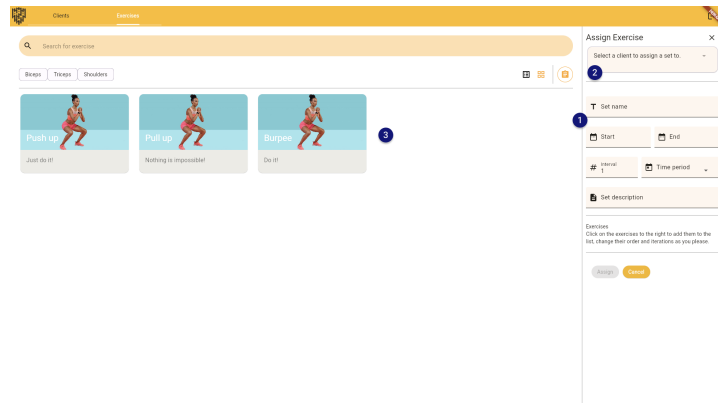 Clients
Exercises
Search for exercise
Biceps
Triceps
Shoulders
Push up
Just do it!
Pull up
Nothing is impossible!
Burpee
Do it!
3
Assign Exercise
Select a client to assign a set to.
2
Set name
1
Start
End
Interval
1
Time period
Set description
Exercises
Click on the exercises to the right to add them to the
list, change their order and iterations as you please.
Assign
Cancel